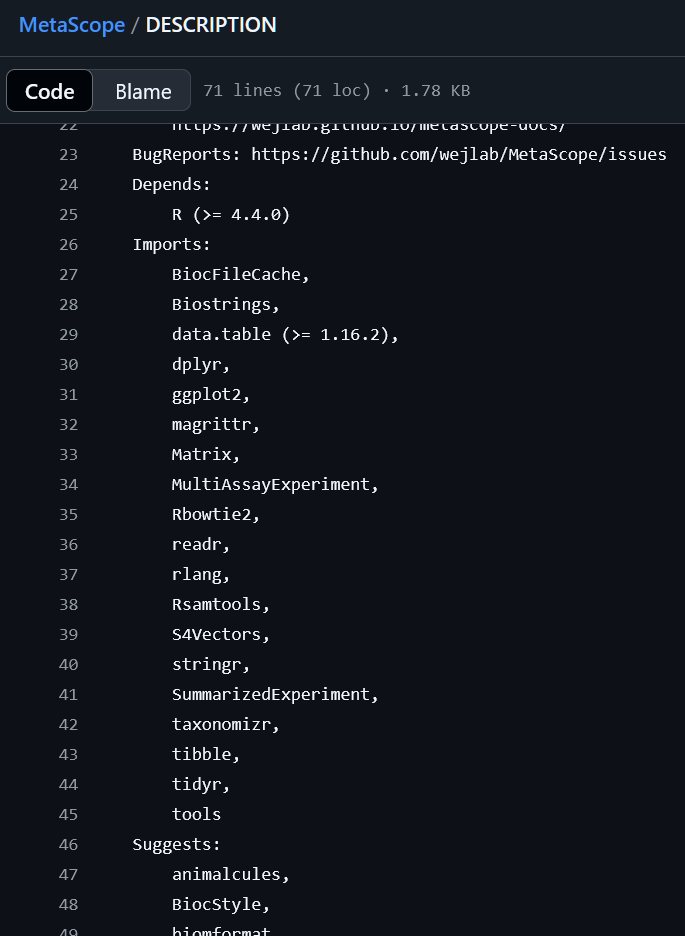 MetaScope / DESCRIPTION
Code Blame 71 lines (71 loc) · 1.78 KB
22 https://wejlab.github.io/metascope-docs/
23 BugReports: https://github.com/wejlab/MetaScope/issues
24 Depends:
25 R (>= 4.4.0)
26 Imports:
27 BiocFileCache,
28 Biostrings,
29 data.table (>= 1.16.2),
30 dplyr,
31 ggplot2,
32 magrittr,
33 Matrix,
34 MultiAssayExperiment,
35 Rbowtie2,
36 readr,
37 rlang,
38 Rsamtools,
39 S4Vectors,
40 stringr,
41 SummarizedExperiment,
42 taxonomizr,
43 tibble,
44 tidyr,
45 tools
46 Suggests:
47 animalcules,
48 BiocStyle,
49 biomformat